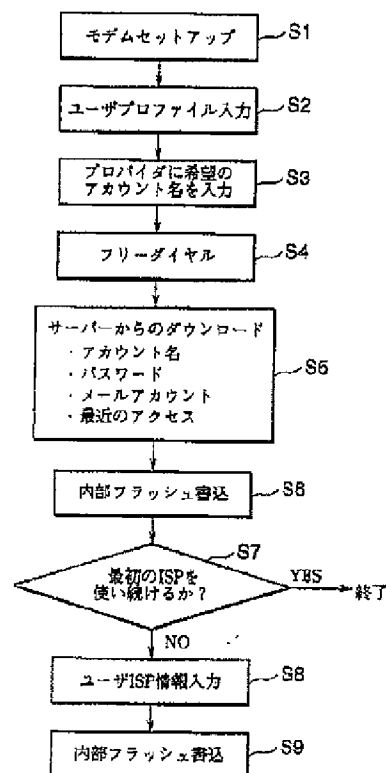 モデムセットアップ
S1
ユーザプロファイル入力
S2
プロバイダに希望の
アカウント名を入力
S3
フリーダイヤル
S4
サーバーからのダウンロード
・アカウント名
・パスワード
・メールアカウント
・最近のアクセス
S5
内部フラッシュ書込
S6
S7
最初のISPを
使い続けるか？
YES
終了
NO
ユーザISP情報入力
S8
内部フラッシュ書込
S9